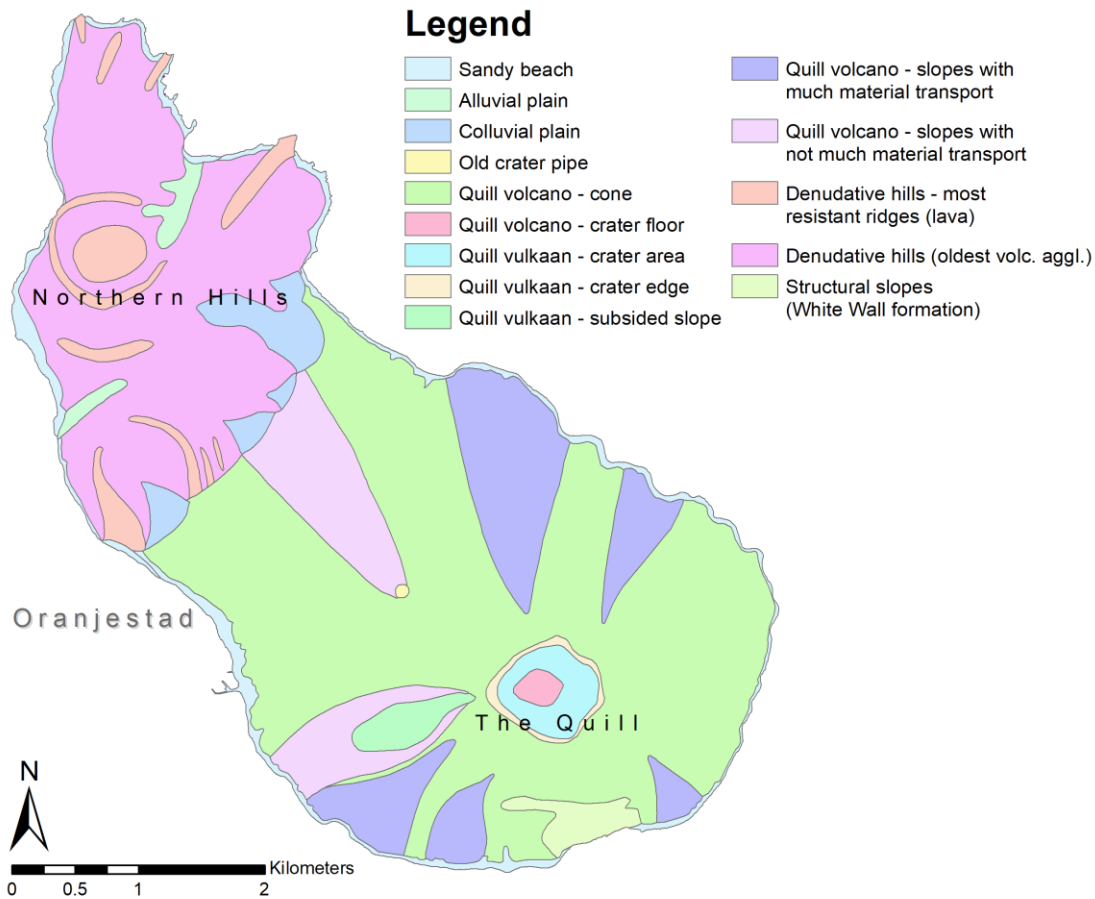 Legend
Sandy beach
Alluvial plain
Colluvial plain
Old crater pipe
Quill volcano - cone
Quill volcano - crater floor
Quill vulkaan - crater area
Quill vulkaan - crater edge
Quill vulkaan - subsided slope
Quill volcano - slopes with
much material transport
Quill volcano - slopes with
not much material transport
Denudative hills - most
resistant ridges (lava)
Denudative hills (oldest volc. aggl.)
Structural slopes
(White Wall formation)
Northern Hills
Oranjestad
The Quill
N
Kilometers
0 0.5 1 2